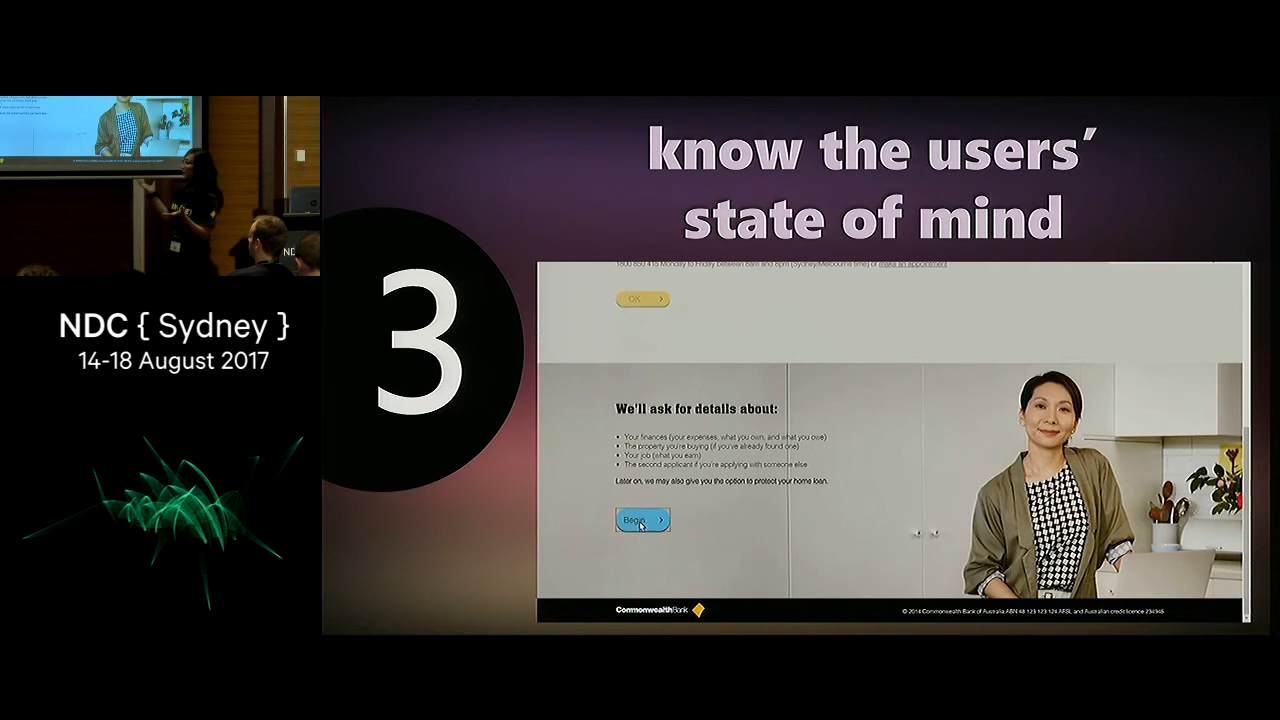 know the users’
state of mind
3
NDC { Sydney }
14-18 August 2017
1800 850 415 Monday to Friday between 8am and 8pm (Sydney/Melbourne time) or make an appointment
OK
We'll ask for details about:
• Your finances (your expenses, what you own, and what you owe)
• The property you're buying (if you've already found one)
• Your job (what you earn)
• The second applicant if you're applying with someone else
Later on, we may also give you the option to protect your home loan.
Begin
CommonwealthBank
© 2014 Commonwealth Bank of Australia ABN 48 123 123 124 AFSL and Australian credit licence 234945